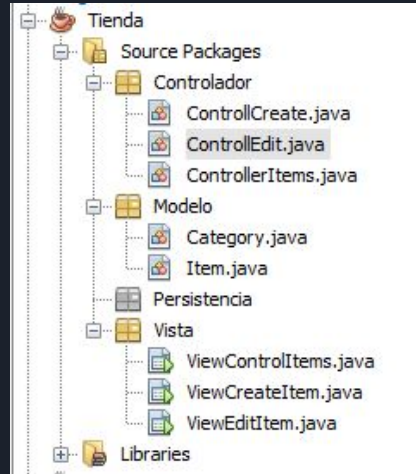 Tienda
Source Packages
Controlador
ControllCreate.java
ControllEdit.java
ControllerItems.java
Modelo
Category.java
Item.java
Persistencia
Vista
ViewControlItems.java
ViewCreateItem.java
ViewEditItem.java
Libraries